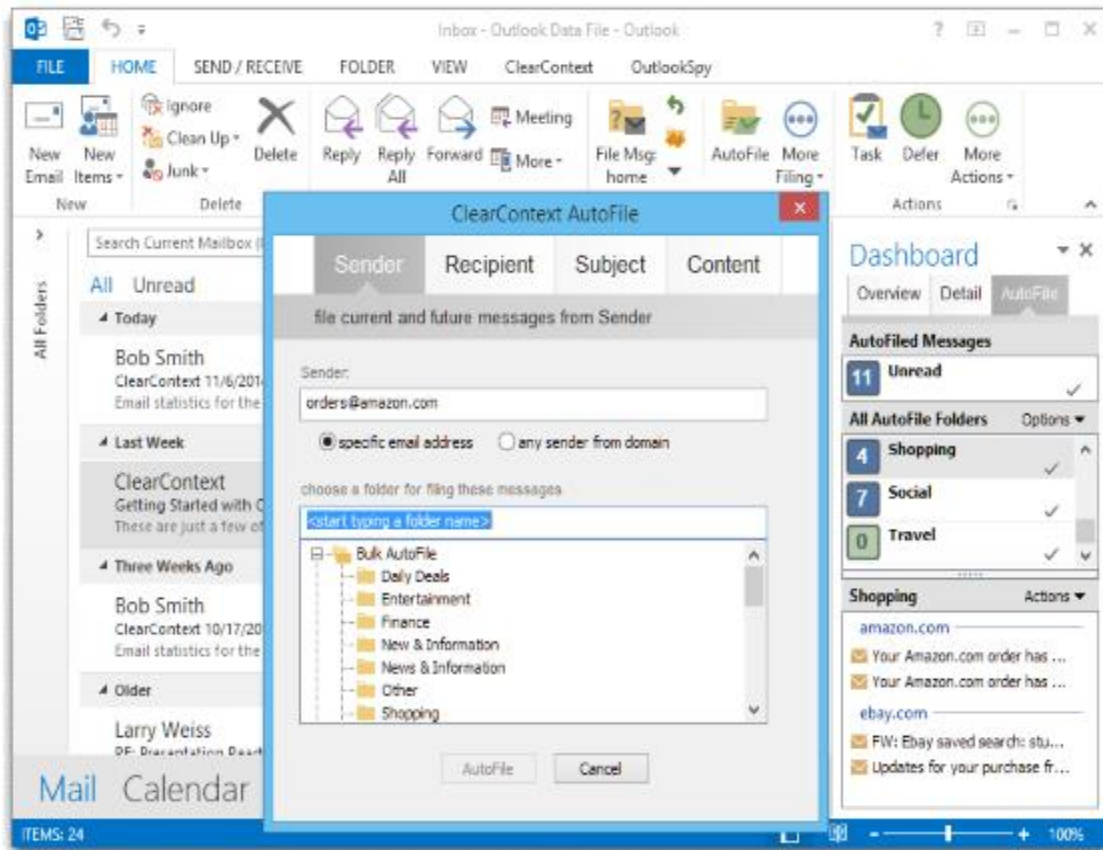 Inbox - Outlook Data File - Outlook
FILE HOME SEND / RECEIVE FOLDER VIEW ClearContext OutlookSpy
New Email
New Items
ignore
Clean Up
Junk
Delete
Reply
Reply All
Forward
Meeting
More
File Msg: home
AutoFile
More Filing
Task
Defer
More Actions
New
Delete
Actions
All Folders
Search Current Mailbox
All Unread
Today
Bob Smith
ClearContext 11/6/201
Email statistics for the
Last Week
ClearContext
Getting Started with C
These are just a few of
Three Weeks Ago
Bob Smith
ClearContext 10/17/20
Email statistics for the
Older
Larry Weiss
Mail Calendar
ITEMS: 24
ClearContext AutoFile
Sender Recipient Subject Content
file current and future messages from Sender
Sender:
orders@amazon.com
specific email address any sender from domain
choose a folder for filing these messages
<start typing a folder name>
Bulk AutoFile
Daily Deals
Entertainment
Finance
New & Information
News & Information
Other
Shopping
AutoFile Cancel
Dashboard
Overview Detail AutoFile
AutoFiled Messages
11 Unread
All AutoFile Folders Options
4 Shopping
7 Social
0 Travel
Shopping Actions
amazon.com
Your Amazon.com order has ...
Your Amazon.com order has ...
ebay.com
FW: Ebay saved search: stu...
Updates for your purchase fr...
100%